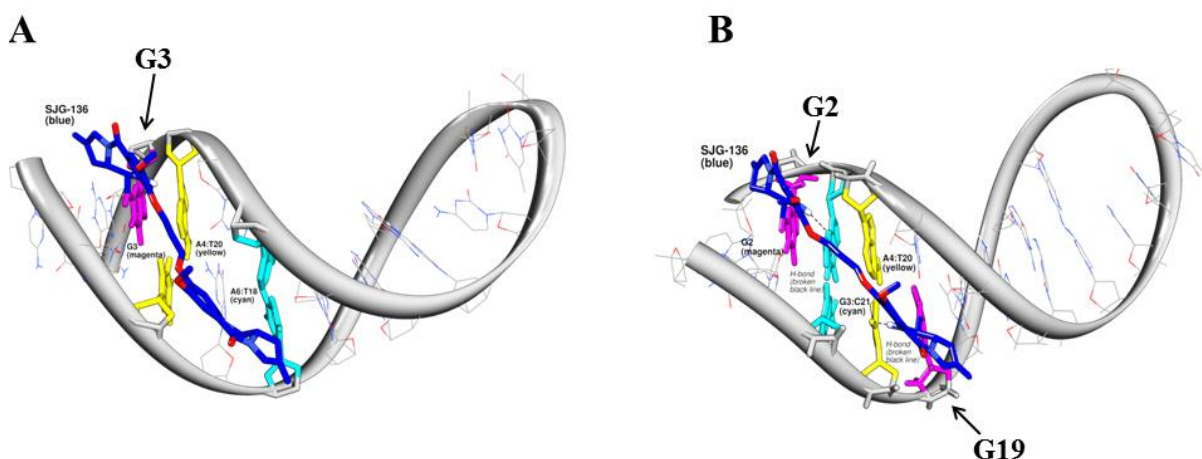 A
G3
SJG-136
(blue)
G3
(magenta)
A4:T20
(yellow)
A6:T18
(cyan)
B
G2
SJG-136
(blue)
G2
(magenta)
H-bond
(broken
black line)
A4:T20
(yellow)
G3:C21
(cyan)
H-bond
(broken
black line)
G19